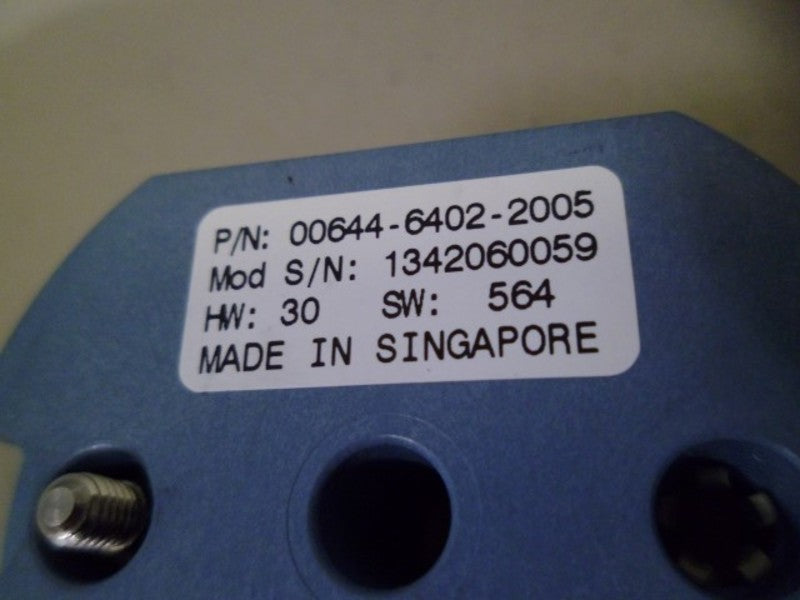 P/N: 00644-6402-2005
Mod S/N: 1342060059
HW: 30 SW: 564
MADE IN SINGAPORE